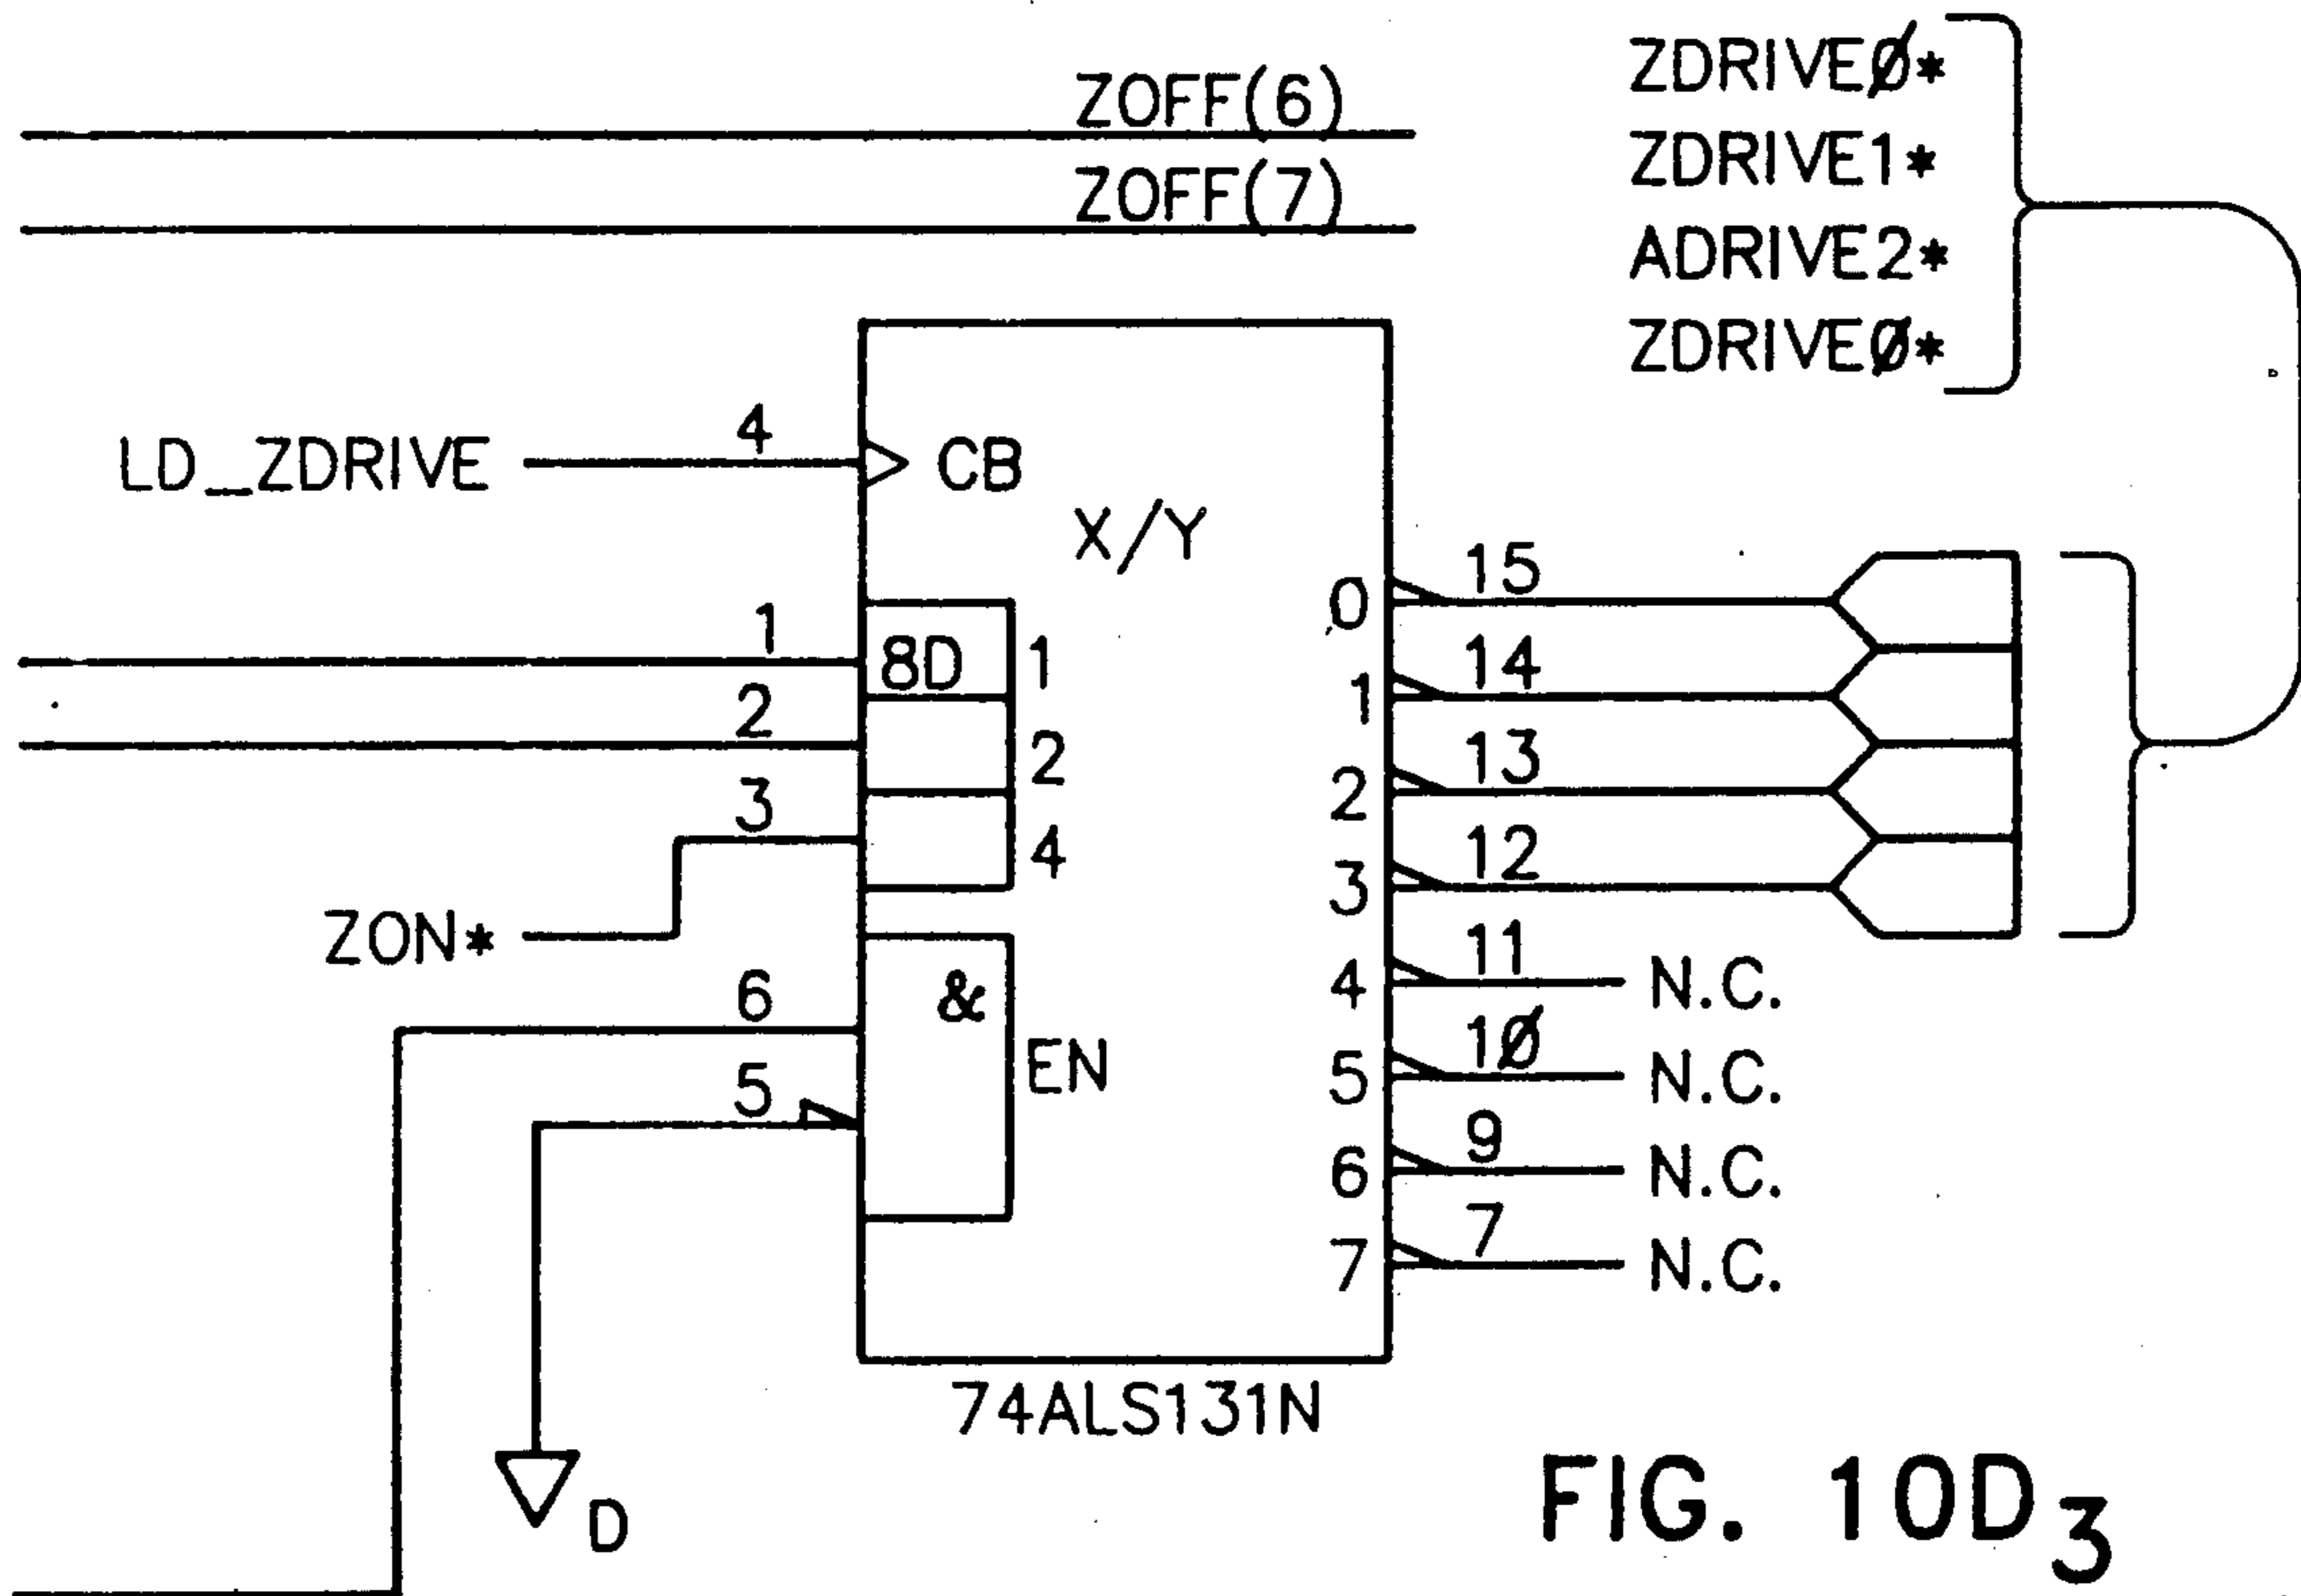 ZOFF(6)
ZOFF(7)
ZDRIVEØ*
ZDRIVE1*
ADRIVE2*
ZDRIVEØ*
LD_ZDRIVE
4
CB
X/Y
1
8D
1
2
2
3
4
ZON*
6
&
EN
5
D
0
15
1
14
2
13
3
12
4
11
N.C.
5
1Ø
N.C.
6
9
N.C.
7
7
N.C.
74ALS131N
FIG. 10D3